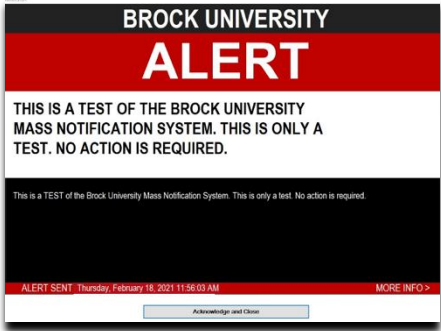 BROCK UNIVERSITY
ALERT
THIS IS A TEST OF THE BROCK UNIVERSITY
MASS NOTIFICATION SYSTEM. THIS IS ONLY A
TEST. NO ACTION IS REQUIRED.
This is a TEST of the Brock University Mass Notification System. This is only a test. No action is required.
ALERT SENT Thursday, February 18, 2021 11:56:03 AM MORE INFO >
Acknowledge and Close